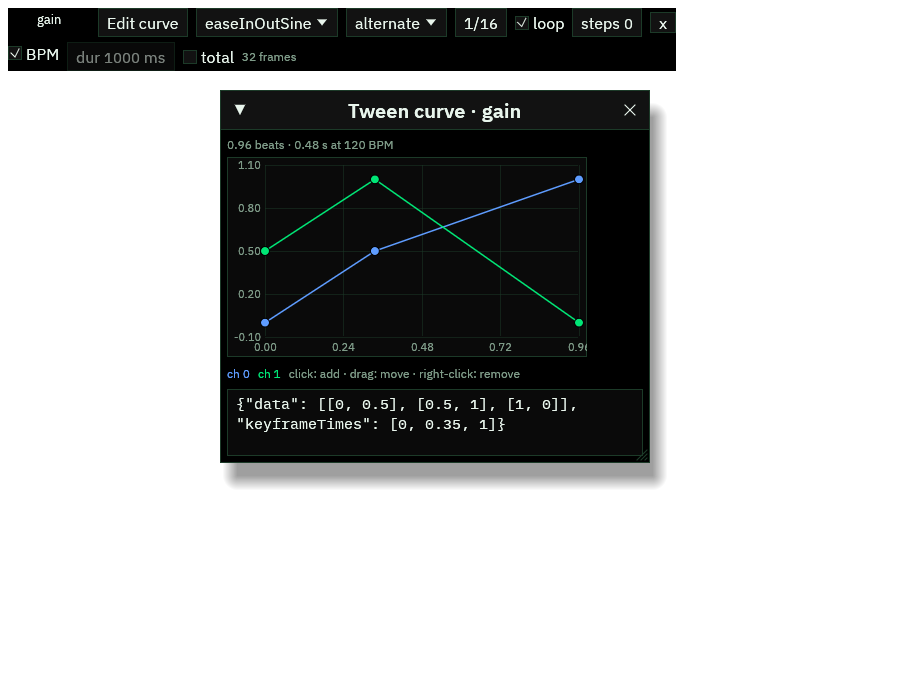 gain Edit curve easeInOutSine alternate 1/16 loop steps 0 x
BPM dur 1000 ms total 32 frames
Tween curve · gain
0.96 beats · 0.48 s at 120 BPM
1.10
0.80
0.50
0.20
-0.10
0.00 0.24 0.48 0.72 0.96
ch 0 ch 1 click: add · drag: move · right-click: remove
{"data": [[0, 0.5], [0.5, 1], [1, 0]],
"keyframeTimes": [0, 0.35, 1]}